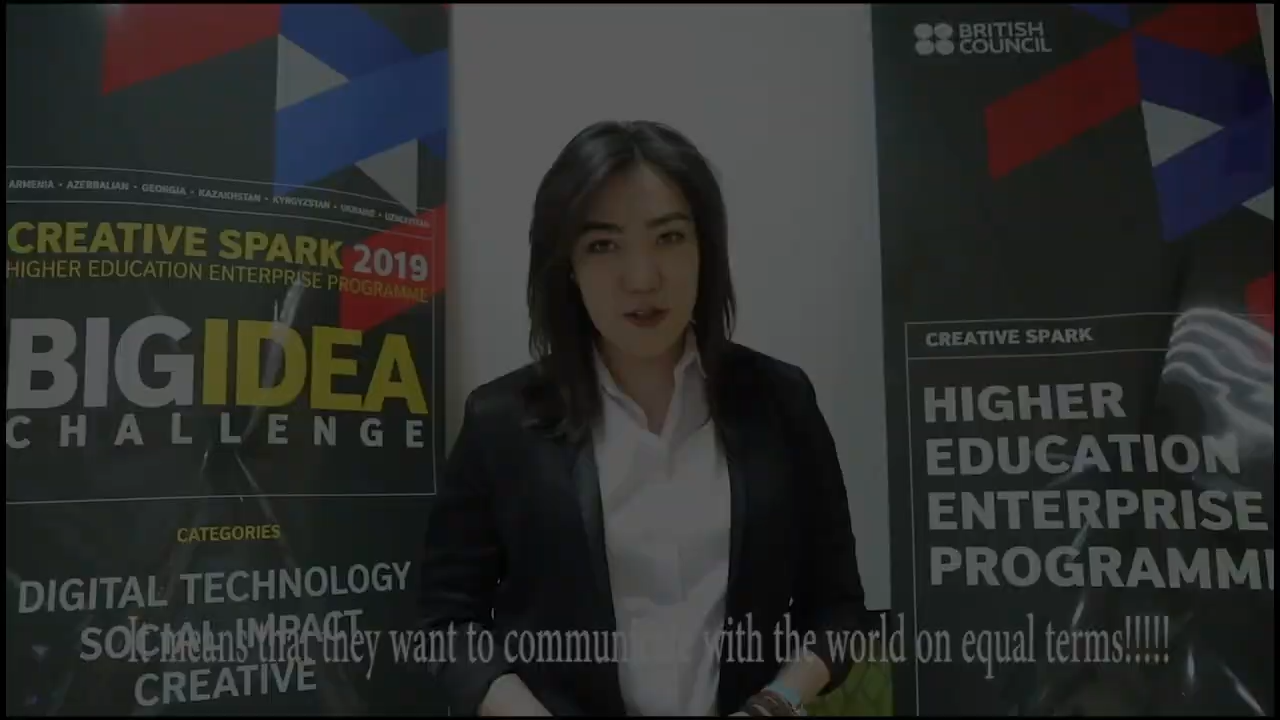 ARMENIA • AZERBAIJAN • GEORGIA • KAZAKHSTAN • KYRGYZSTAN • UKRAINE • UZBEKISTAN
CREATIVE SPARK 2019
HIGHER EDUCATION ENTERPRISE PROGRAMME
BIG IDEA
CHALLENGE
CATEGORIES
DIGITAL TECHNOLOGY
SOCIAL IMPACT
CREATIVE
BRITISH
COUNCIL
CREATIVE SPARK
HIGHER
EDUCATION
ENTERPRISE
PROGRAMM
It means that they want to communicate with the world on equal terms!!!!!